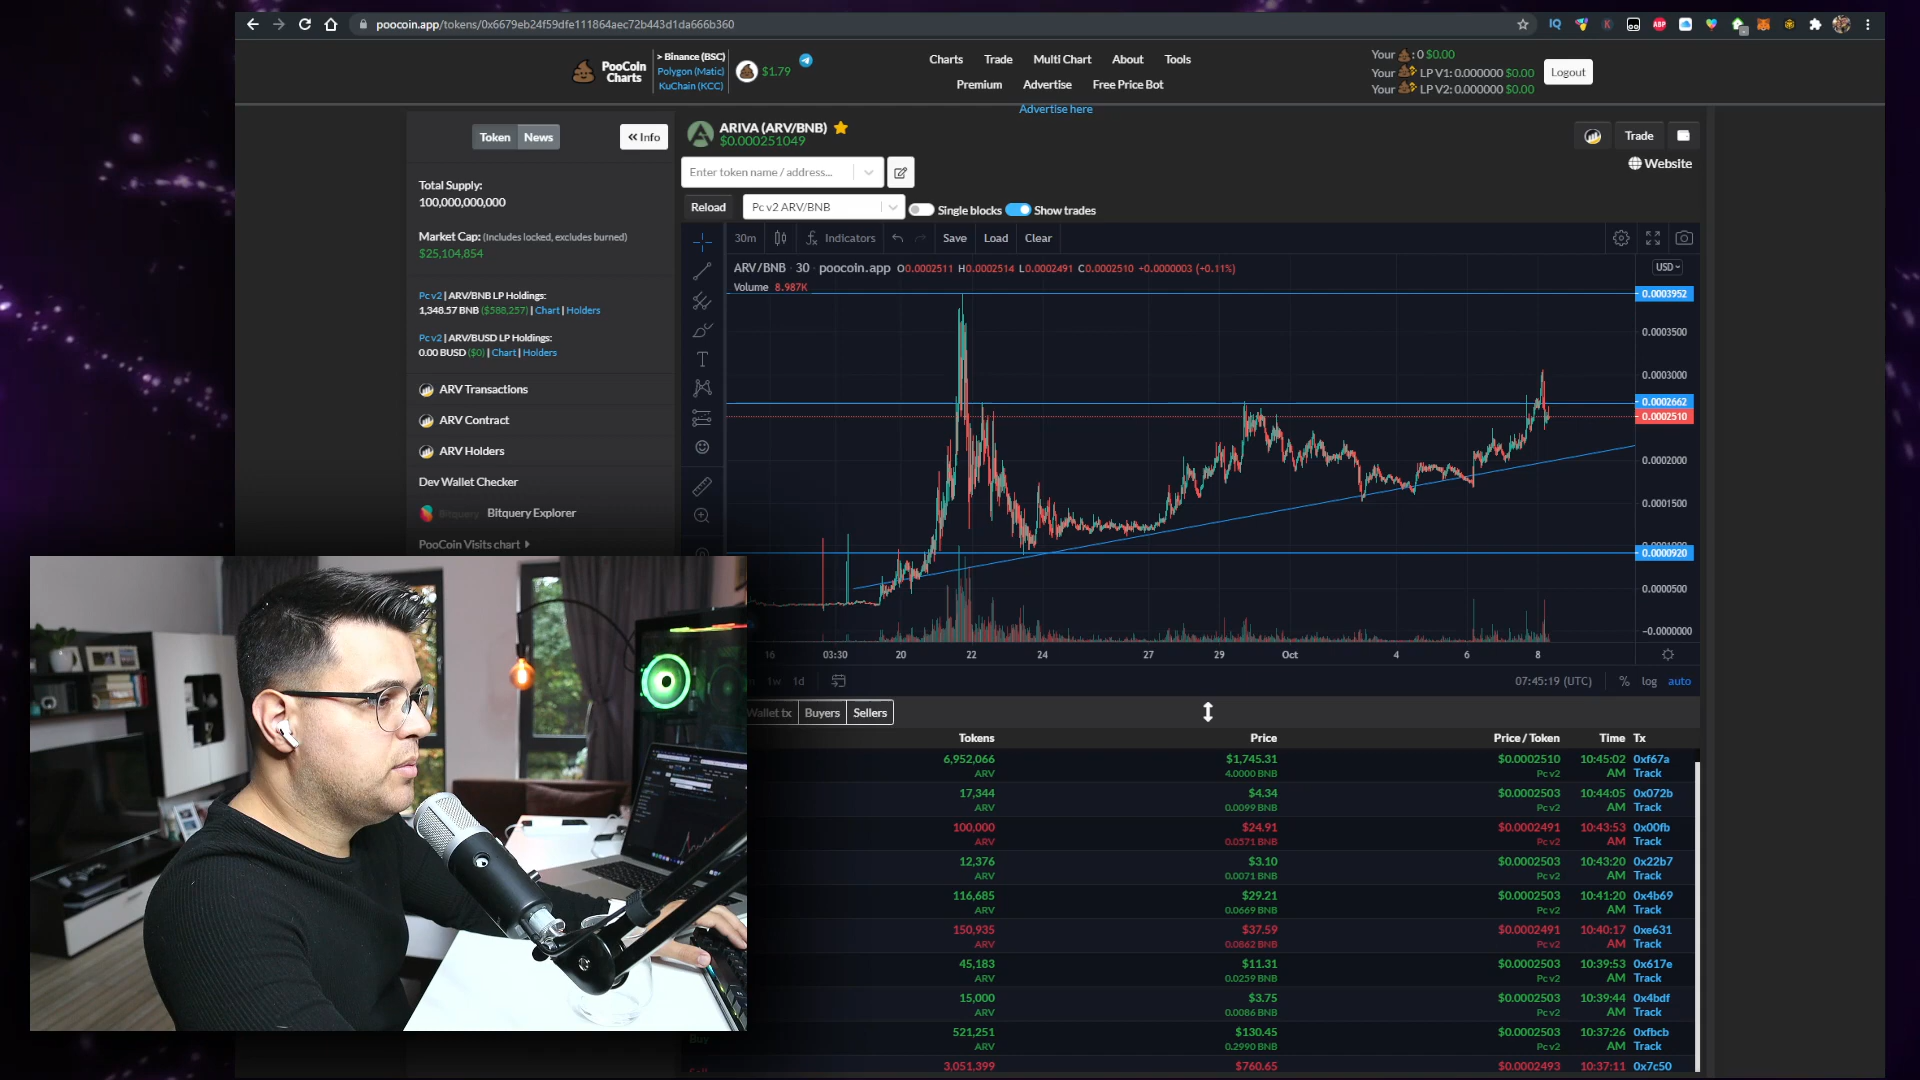 poocoin.app/tokens/0x6679eb24f59dfe111864aec72b443d1da666b360
PooCoin
Charts
> Binance (BSC)
Polygon (Matic)
KuChain (KCC)
$1.79
Charts
Trade
Multi Chart
About
Tools
Premium
Advertise
Free Price Bot
Your : 0 $0.00
Your LP V1: 0.000000 $0.00
Your LP V2: 0.000000 $0.00
Logout
Advertise here
Token
News
« Info
Total Supply:
100,000,000,000
Market Cap: (Includes locked, excludes burned)
$25,104,854
Pc v2 | ARV/BNB LP Holdings:
1,348.57 BNB ($588,257) | Chart | Holders
Pc v2 | ARV/BUSD LP Holdings:
0.00 BUSD ($0) | Chart | Holders
ARV Transactions
ARV Contract
ARV Holders
Dev Wallet Checker
Bitquery Bitquery Explorer
PooCoin Visits chart
ARIVA (ARV/BNB)
$0.000251049
Trade
Website
Enter token name / address...
Reload
Pc v2 ARV/BNB
Single blocks
Show trades
30m
Indicators
Save
Load
Clear
ARV/BNB · 30 · poocoin.app O0.0002511 H0.0002514 L0.0002491 C0.0002510 +0.0000003 (+0.11%)
Volume 8.987K
USD
0.0003952
0.0003500
0.0003000
0.0002662
0.0002510
0.0002000
0.0001500
0.0000920
0.0000500
−0.0000000
16 03:30 20 22 24 27 29 Oct 4 6 8
1w 1d
07:45:19 (UTC)
% log auto
Wallet tx
Buyers
Sellers
Tokens Price Price / Token Time Tx
6,952,066 $1,745.31 $0.0002510 10:45:02 0xf67a
ARV 4.0000 BNB Pc v2 AM Track
17,344 $4.34 $0.0002503 10:44:05 0x072b
ARV 0.0099 BNB Pc v2 AM Track
100,000 $24.91 $0.0002491 10:43:53 0x00fb
ARV 0.0571 BNB Pc v2 AM Track
12,376 $3.10 $0.0002503 10:43:20 0x22b7
ARV 0.0071 BNB Pc v2 AM Track
116,685 $29.21 $0.0002503 10:41:20 0x4b69
ARV 0.0669 BNB Pc v2 AM Track
150,935 $37.59 $0.0002491 10:40:17 0xe631
ARV 0.0862 BNB Pc v2 AM Track
45,183 $11.31 $0.0002503 10:39:53 0x617e
ARV 0.0259 BNB Pc v2 AM Track
15,000 $3.75 $0.0002503 10:39:44 0x4bdf
ARV 0.0086 BNB Pc v2 AM Track
521,251 $130.45 $0.0002503 10:37:26 0xfbcb
Buy ARV 0.2990 BNB Pc v2 AM Track
3,051,399 $760.65 $0.0002493 10:37:11 0x7c50